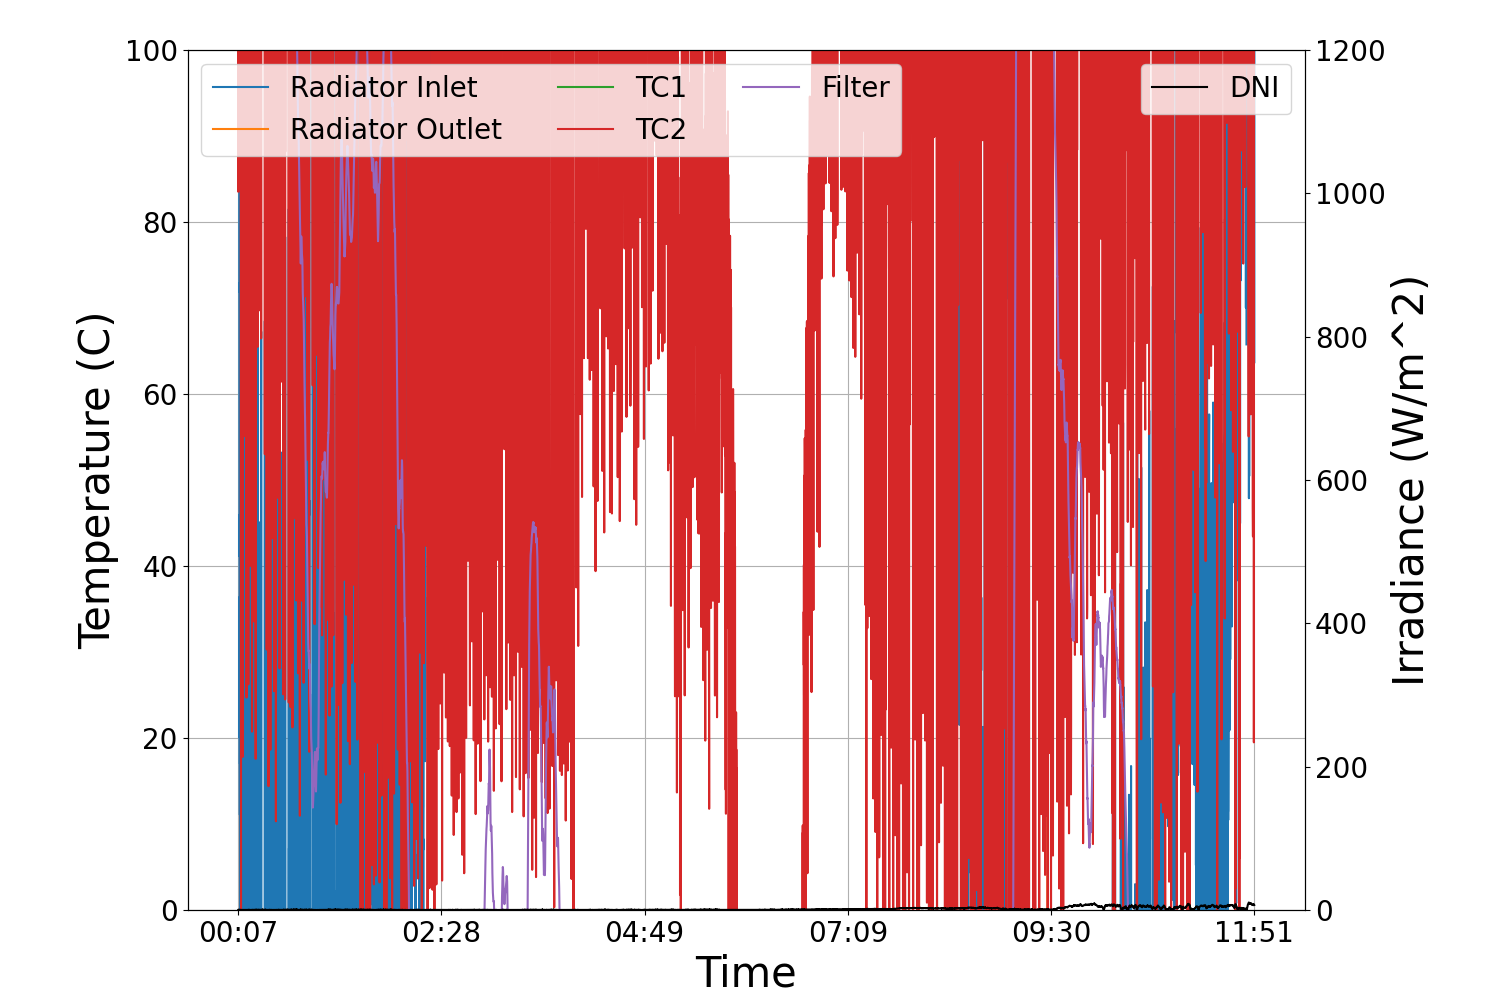 100
80
60
40
20
0
Temperature (C)
Radiator Inlet
Radiator Outlet
TC1
TC2
Filter
DNI
1200
1000
800
600
400
200
0
Irradiance (W/m^2)
00:07 02:28 04:49 07:09 09:30 11:51
Time